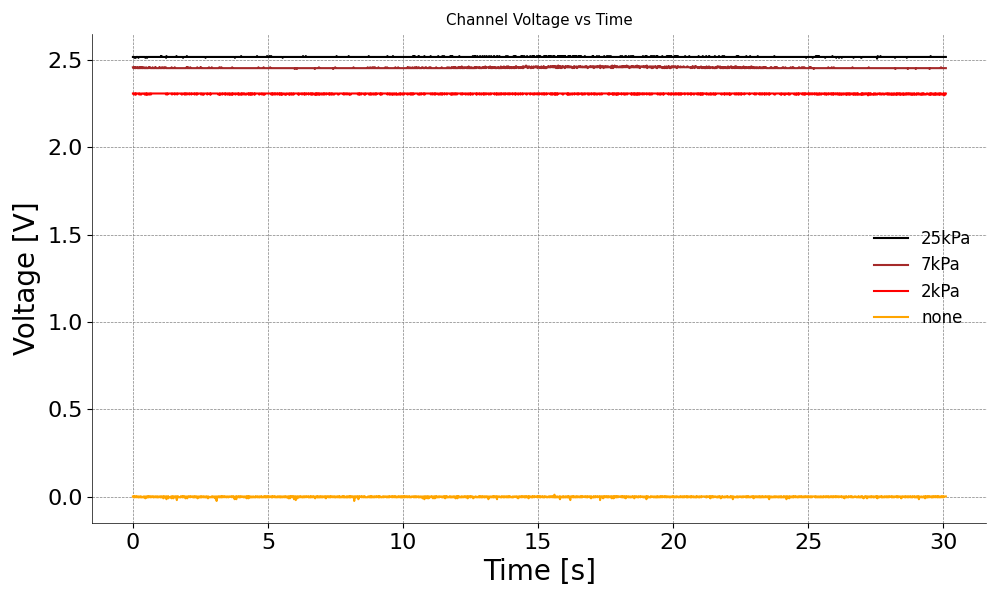 Channel Voltage vs Time
Voltage [V]
2.5
2.0
1.5
1.0
0.5
0.0
25kPa
7kPa
2kPa
none
0 5 10 15 20 25 30
Time [s]